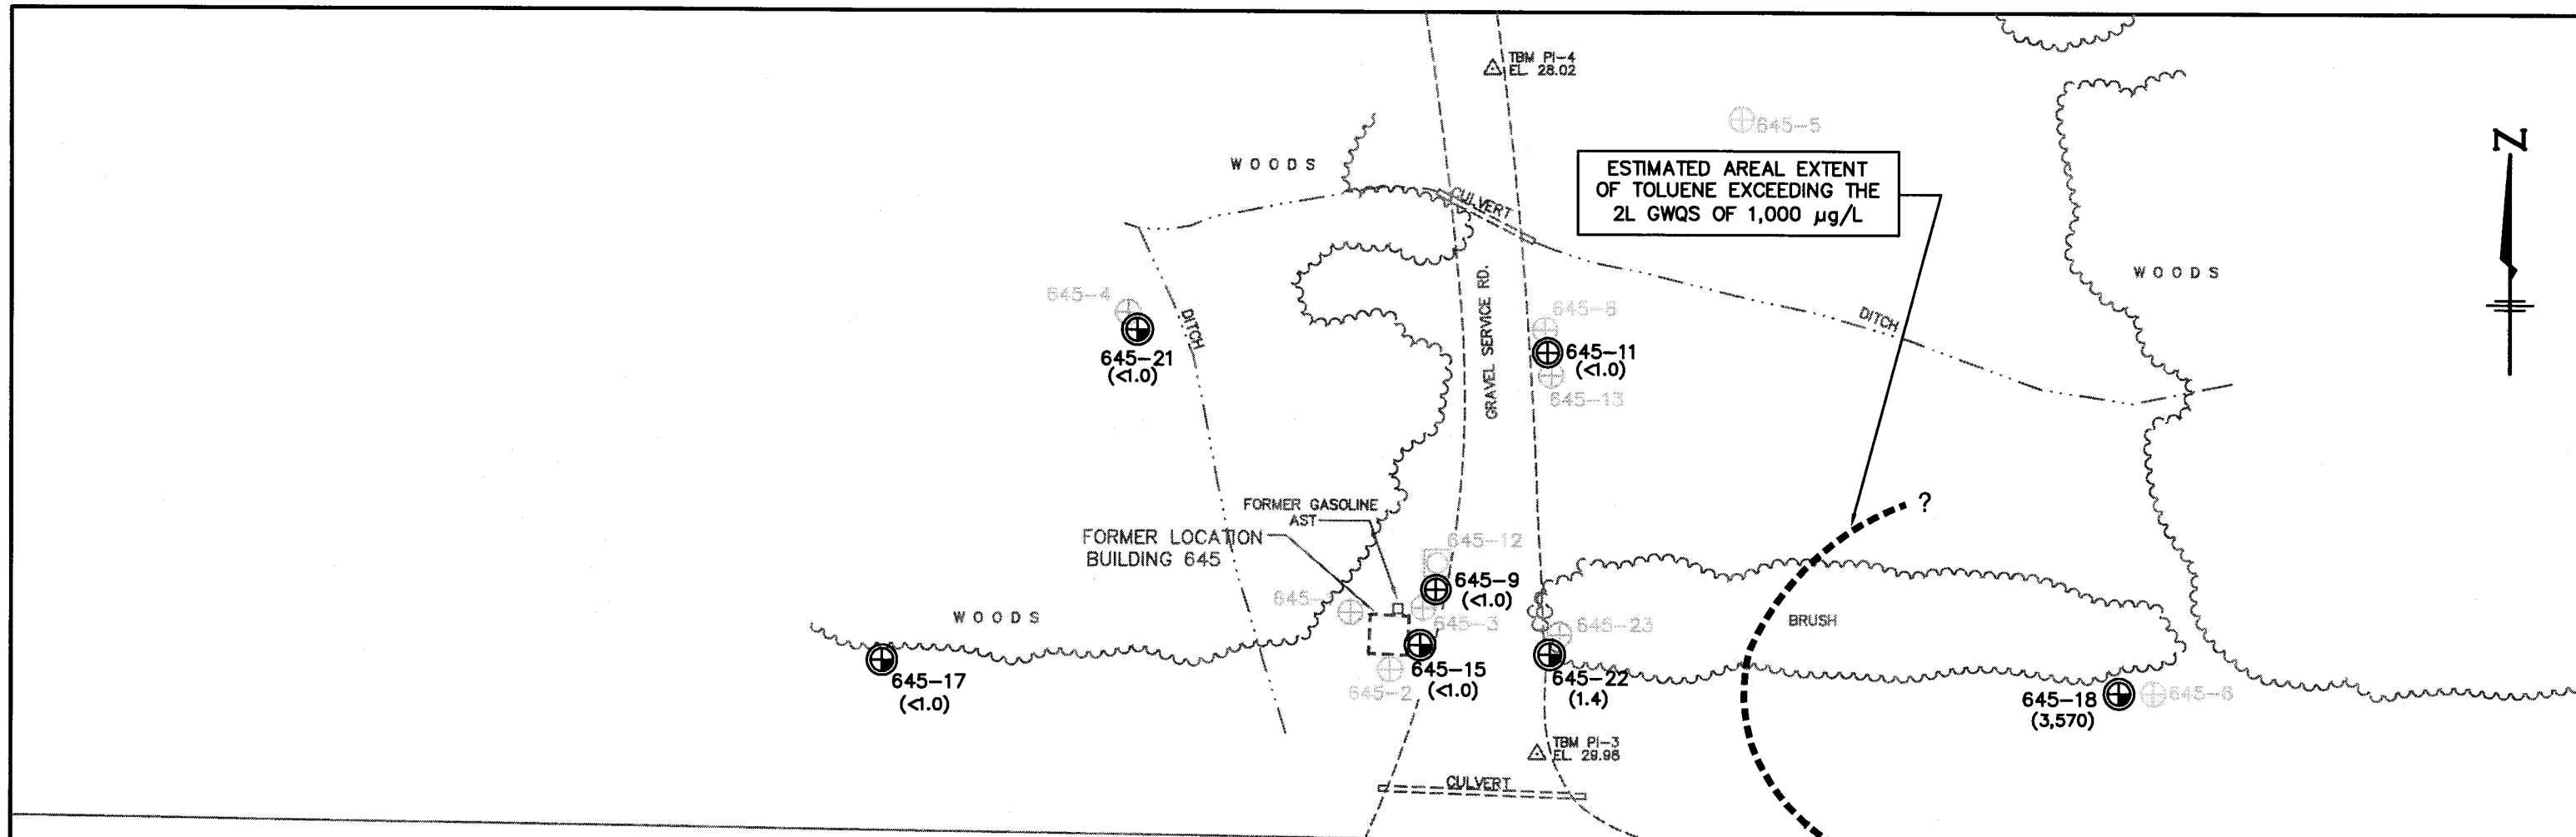 TBM PI-4
EL. 28.02
645-5
N
WOODS
ESTIMATED AREAL EXTENT
OF TOLUENE EXCEEDING THE
2L GWQS OF 1,000 µg/L
CULVERT
WOODS
GRAVEL SERVICE RD.
645-4
645-21
(<1.0)
DITCH
645-8
645-11
(<1.0)
645-13
DITCH
FORMER GASOLINE
AST
FORMER LOCATION
BUILDING 645
?
645-12
645-9
(<1.0)
645-3
WOODS
645-17
(<1.0)
645-15
(<1.0)
645-2
645-23
645-22
(1.4)
BRUSH
645-18
(3,570)
645-6
TBM PI-3
EL. 29.98
CULVERT